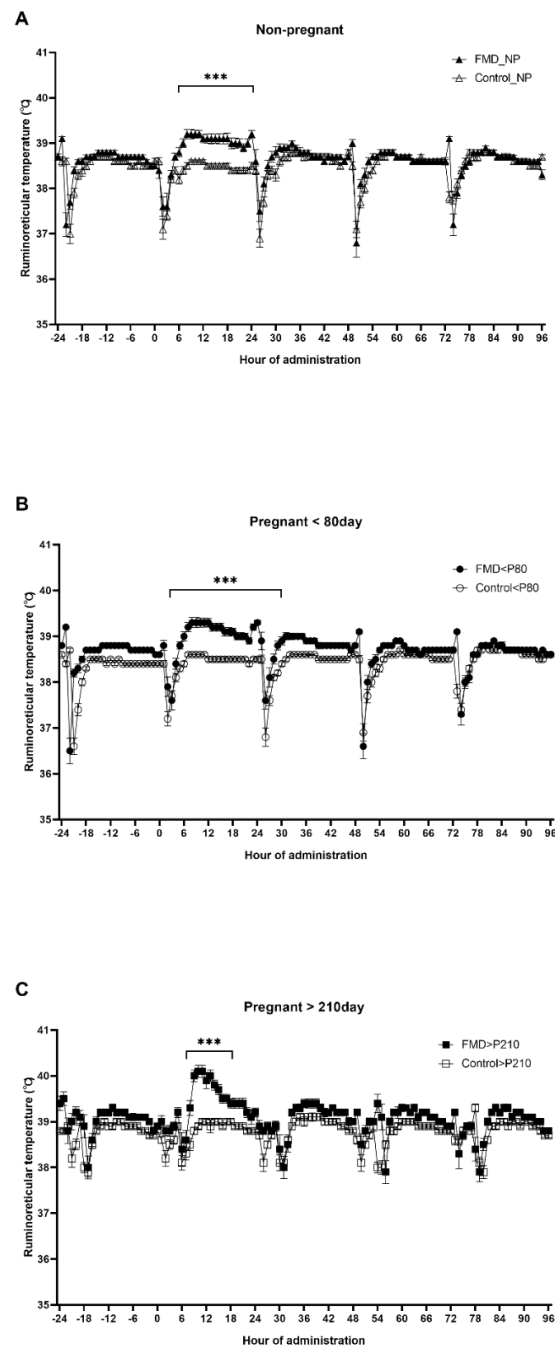 A
Non-pregnant
FMD_NP
Control_NP
***
Ruminoreticular temperature (℃)
41
40
39
38
37
36
35
-24 -18 -12 -6 0 6 12 18 24 30 36 42 48 54 60 66 72 78 84 90 96
Hour of administration
B
Pregnant < 80day
FMD<P80
Control<P80
***
Ruminoreticular temperature (℃)
41
40
39
38
37
36
35
-24 -18 -12 -6 0 6 12 18 24 30 36 42 48 54 60 66 72 78 84 90 96
Hour of administration
C
Pregnant > 210day
FMD>P210
Control>P210
***
Ruminoreticular temperature (℃)
41
40
39
38
37
36
35
-24 -18 -12 -6 0 6 12 18 24 30 36 42 48 54 60 66 72 78 84 90 96
Hour of administration